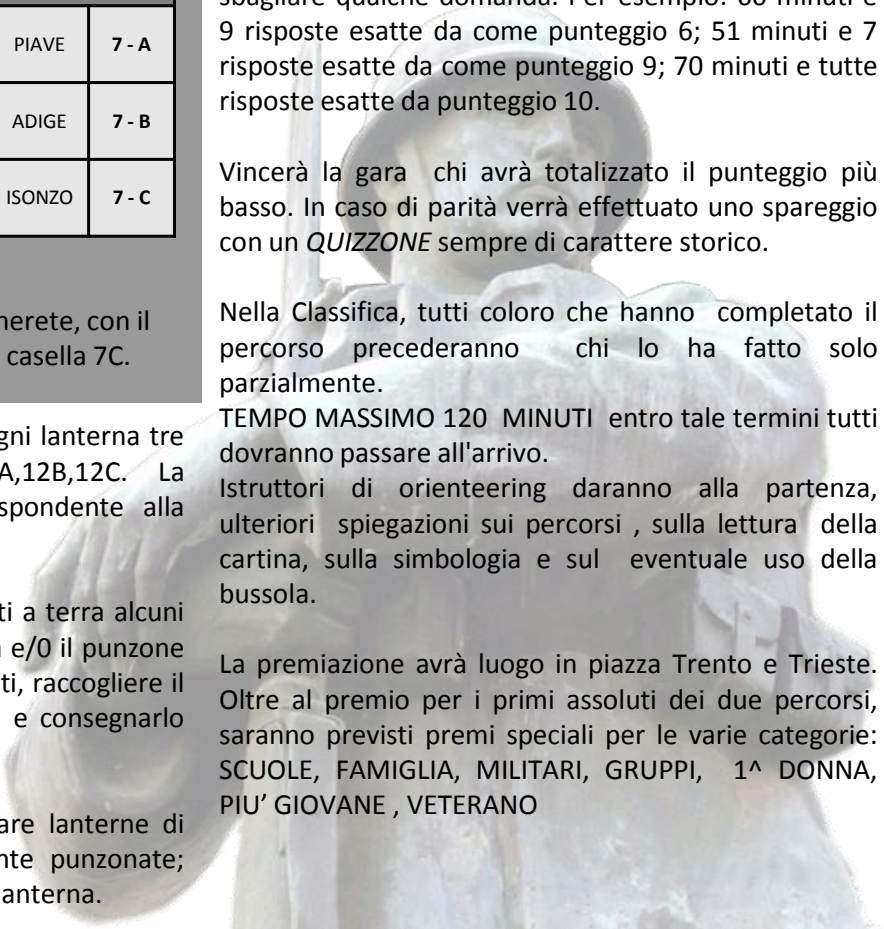 PIAVE 7 - A
ADIGE 7 - B
ISONZO 7 - C
nerete, con il
casella 7C.
gni lanterna tre
A,12B,12C. La
spondente alla
ti a terra alcuni
e/0 il punzone
ti, raccogliere il
e consegnarlo
are lanterne di
nte punzonate;
anterna.
9 risposte esatte da come punteggio 6; 51 minuti e 7
risposte esatte da come punteggio 9; 70 minuti e tutte
risposte esatte da punteggio 10.
Vincerà la gara chi avrà totalizzato il punteggio più
basso. In caso di parità verrà effettuato uno spareggio
con un QUIZZONE sempre di carattere storico.
Nella Classifica, tutti coloro che hanno completato il
percorso precederanno chi lo ha fatto solo
parzialmente.
TEMPO MASSIMO 120 MINUTI entro tale termini tutti
dovranno passare all'arrivo.
Istruttori di orienteering daranno alla partenza,
ulteriori spiegazioni sui percorsi , sulla lettura della
cartina, sulla simbologia e sul eventuale uso della
bussola.
La premiazione avrà luogo in piazza Trento e Trieste.
Oltre al premio per i primi assoluti dei due percorsi,
saranno previsti premi speciali per le varie categorie:
SCUOLE, FAMIGLIA, MILITARI, GRUPPI, 1^ DONNA,
PIU’ GIOVANE , VETERANO